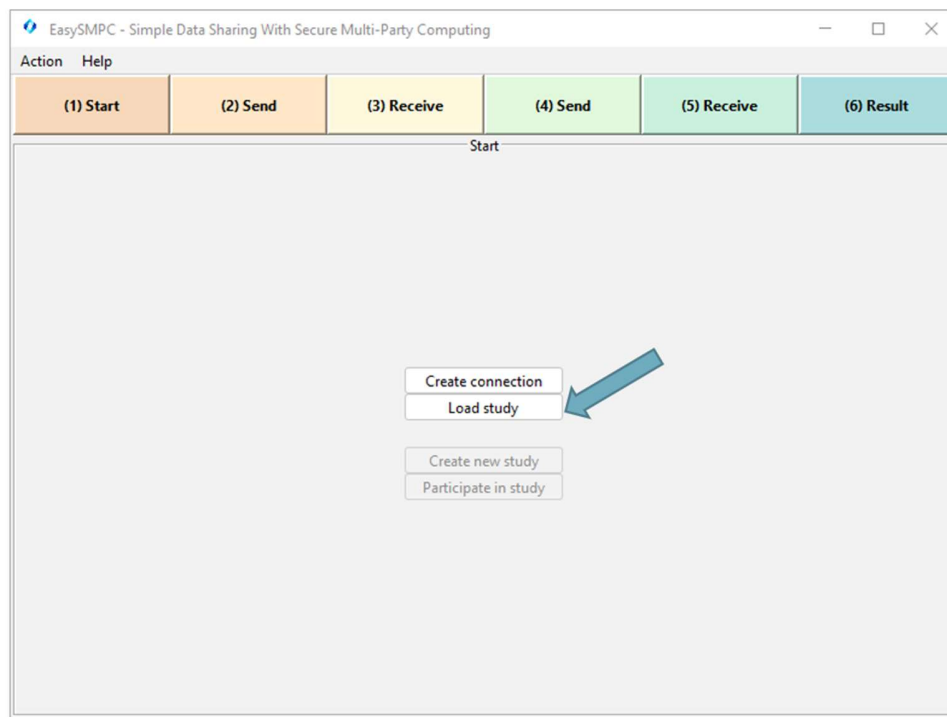 EasySMPC - Simple Data Sharing With Secure Multi-Party Computing
Action Help
(1) Start (2) Send (3) Receive (4) Send (5) Receive (6) Result
Start
Create connection
Load study
Create new study
Participate in study